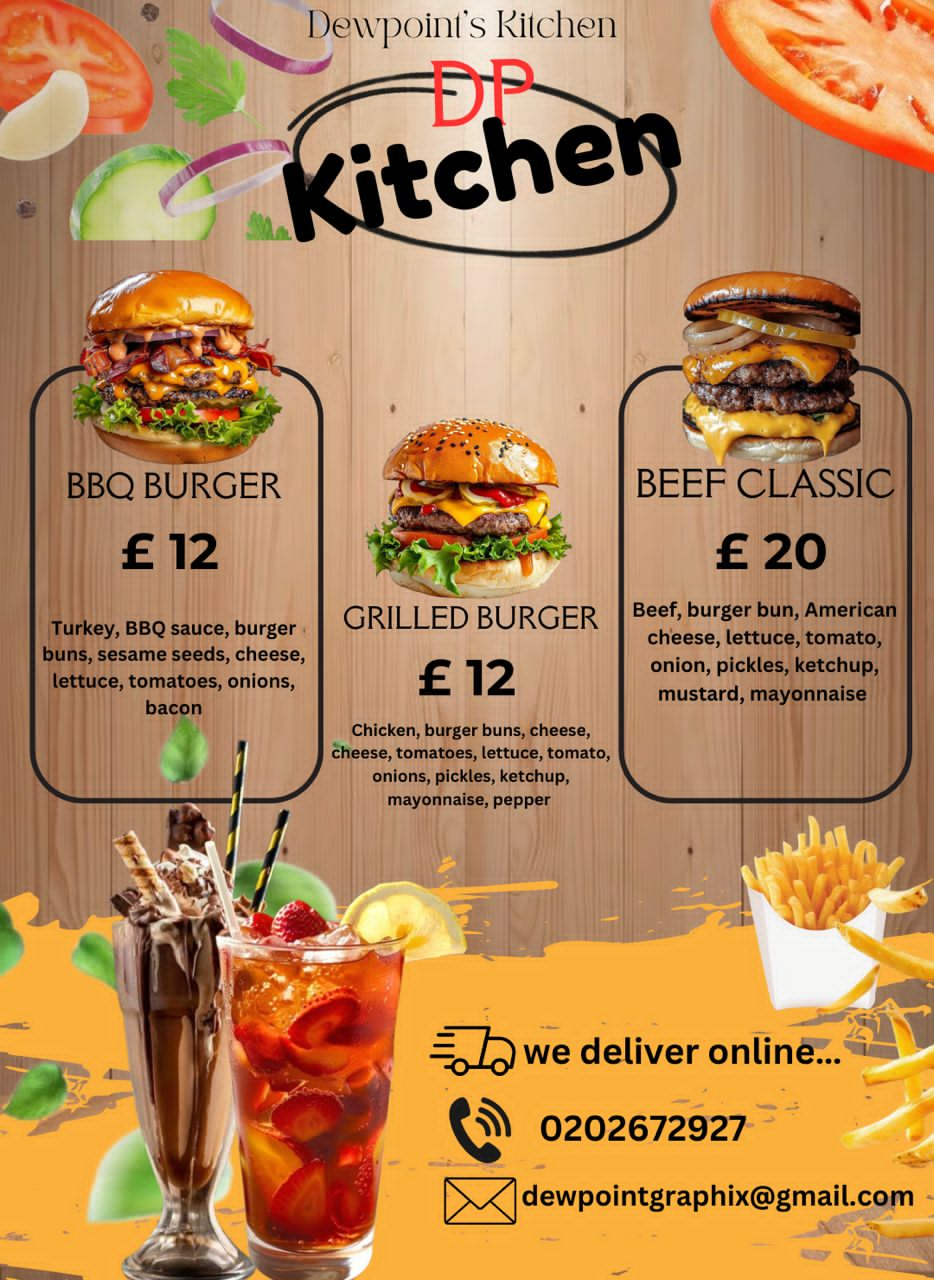 Dewpoint's Kitchen
DP
Kitchen
BBQ BURGER
£ 12
Turkey, BBQ sauce, burger
buns, sesame seeds, cheese,
lettuce, tomatoes, onions,
bacon
GRILLED BURGER
£ 12
Chicken, burger buns, cheese,
cheese, tomatoes, lettuce, tomato,
onions, pickles, ketchup,
mayonnaise, pepper
BEEF CLASSIC
£ 20
Beef, burger bun, American
cheese, lettuce, tomato,
onion, pickles, ketchup,
mustard, mayonnaise
we deliver online...
0202672927
dewpointgraphix@gmail.com